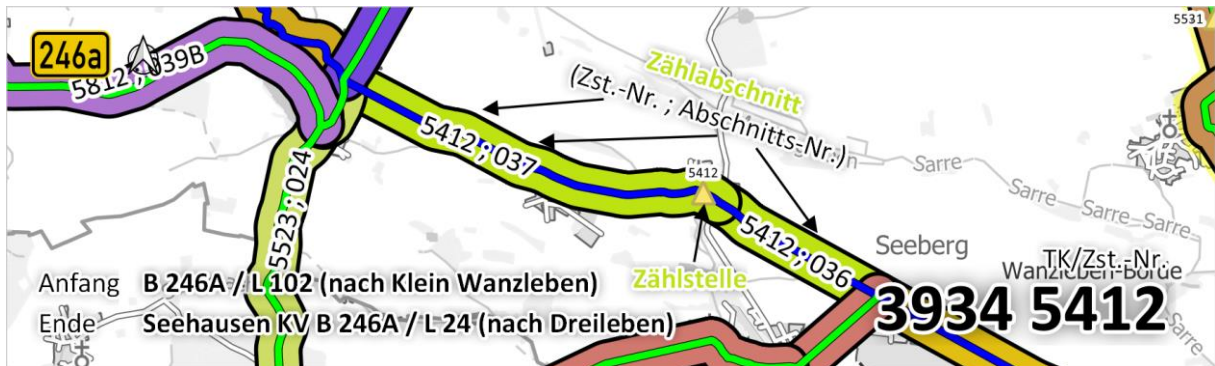 5531
246a
5812 ; 039B
Zählabschnitt
(Zst.-Nr. ; Abschnitts-Nr.)
5412 ; 037
5523 ; 024
5412
5412 ; 036
Sarre
Sarre
Sarre
Sarre-Sarre
Sarre
Seeberg
Zählstelle
TK/Zst.-Nr.
Wanzleben-Börde
3934 5412
Anfang B 246A / L 102 (nach Klein Wanzleben)
Ende Seehausen KV B 246A / L 24 (nach Dreileben)